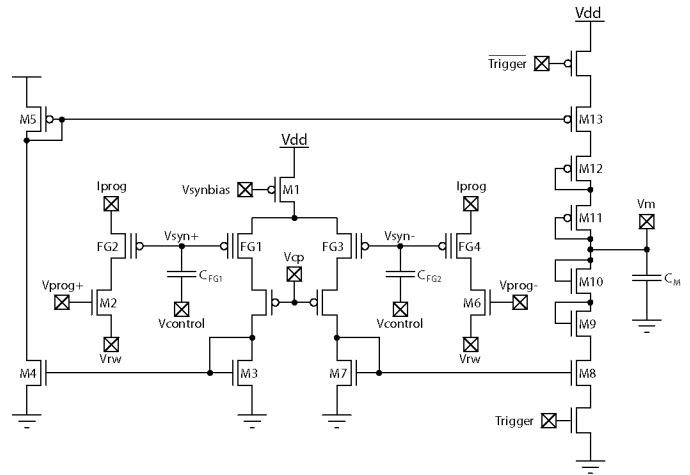 Vdd
Trigger
M5
M13
Vdd
M12
Iprog
Vsynbias
M1
Iprog
M11
Vm
FG2
Vsyn+
FG1
Vcp
FG3
Vsyn-
FG4
CFG1
CFG2
M10
CM
Vprog+
M2
Vcontrol
Vcontrol
M6
Vprog-
M9
Vrw
Vrw
M4
M3
M7
M8
Trigger